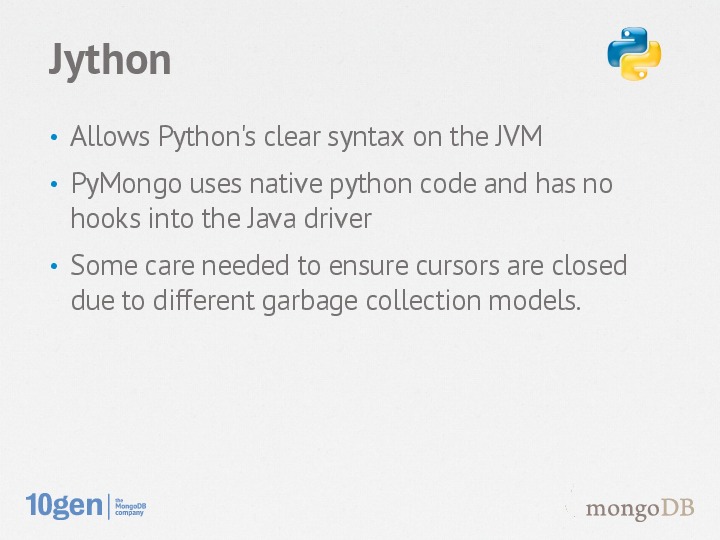 Jython
• Allows Python's clear syntax on the JVM
• PyMongo uses native python code and has no
hooks into the Java driver
• Some care needed to ensure cursors are closed
due to different garbage collection models.
10gen
the
MongoDB
company
mongoDB